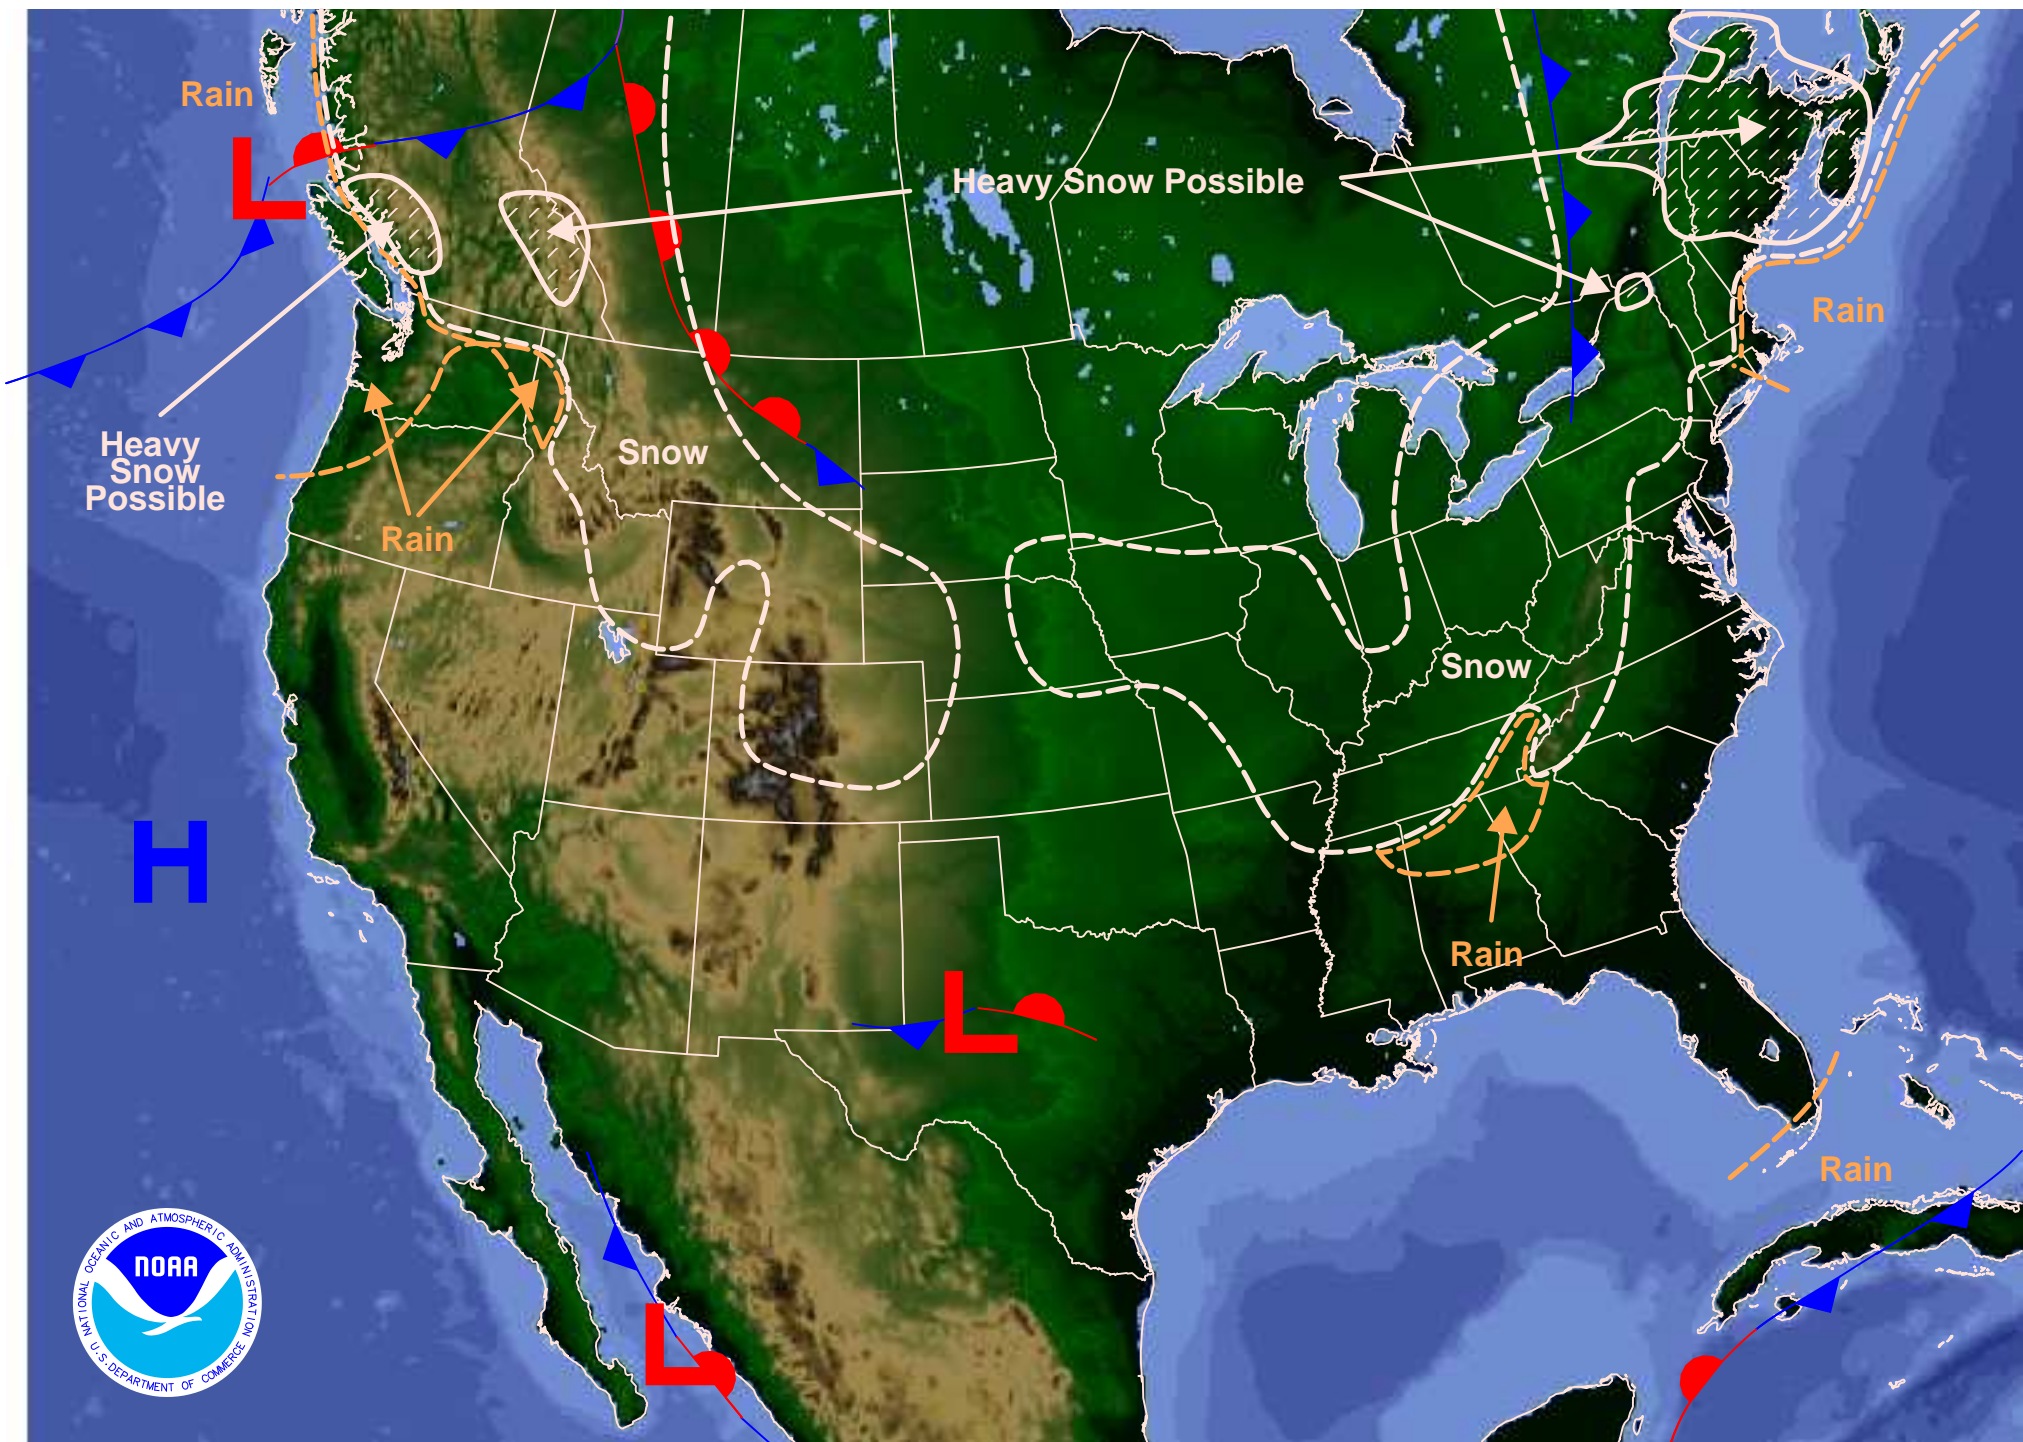 Rain
L
Heavy Snow Possible
Rain
Heavy
Snow
Possible
Snow
Rain
Snow
H
Rain
L
Rain
L
NATIONAL OCEANIC AND ATMOSPHERIC ADMINISTRATION
NOAA
U.S. DEPARTMENT OF COMMERCE